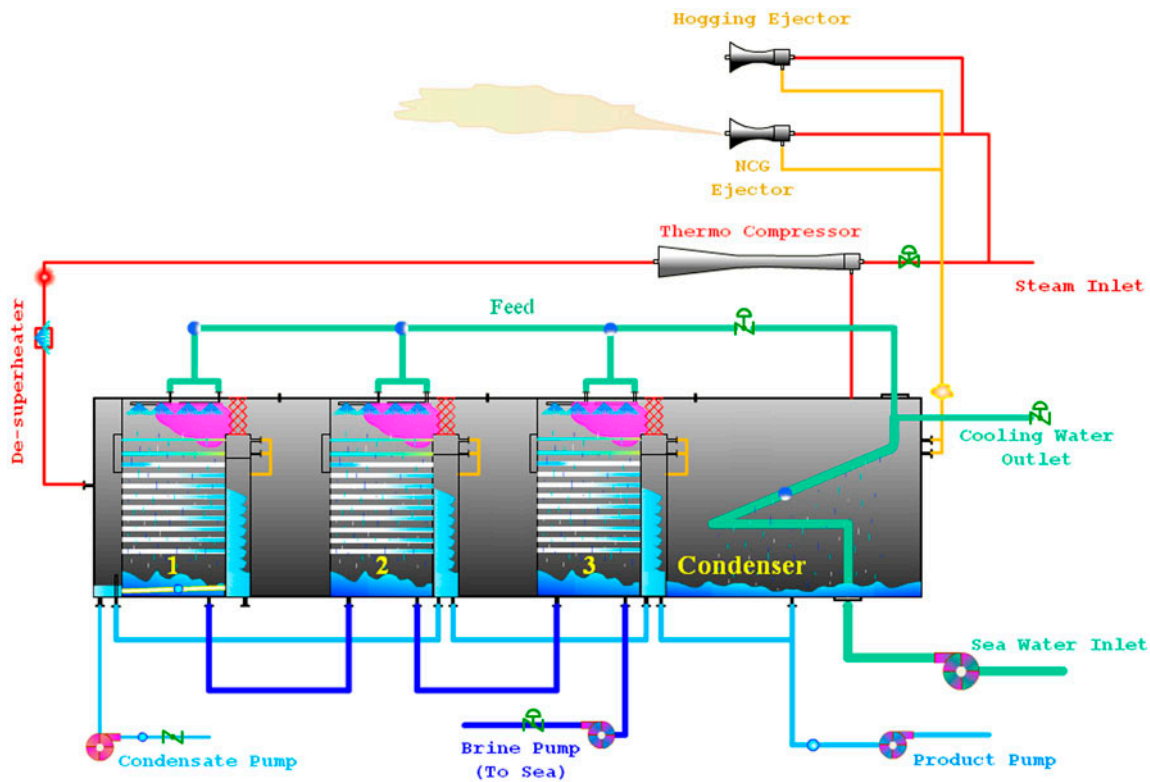 Hogging Ejector
NCG
Ejector
Thermo Compressor
Steam Inlet
De-superheater
Feed
Cooling Water
Outlet
1
2
3
Condenser
Sea Water Inlet
Condensate Pump
Brine Pump
(To Sea)
Product Pump